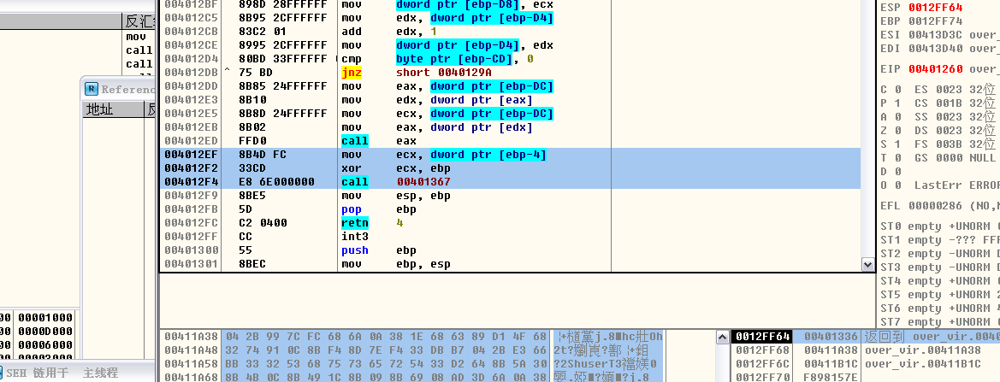 反汇
mov
call
call
Referenc
地址
00 00001000
00 0000D000
00 00006000
SEH 链用于 主线程
004012BF 898D 28FFFFFF mov dword ptr [ebp-D8], ecx
004012C5 8B95 2CFFFFFF mov edx, dword ptr [ebp-D4]
004012CB 83C2 01 add edx, 1
004012CE 8995 2CFFFFFF mov dword ptr [ebp-D4], edx
004012D4 80BD 33FFFFFF cmp byte ptr [ebp-CD], 0
004012DB ^ 75 BD jnz short 0040129A
004012DD 8B85 24FFFFFF mov eax, dword ptr [ebp-DC]
004012E3 8B10 mov edx, dword ptr [eax]
004012E5 8B8D 24FFFFFF mov ecx, dword ptr [ebp-DC]
004012EB 8B02 mov eax, dword ptr [edx]
004012ED FFD0 call eax
004012EF 8B4D FC mov ecx, dword ptr [ebp-4]
004012F2 33CD xor ecx, ebp
004012F4 E8 6E000000 call 00401367
004012F9 8BE5 mov esp, ebp
004012FB 5D pop ebp
004012FC C2 0400 retn 4
004012FF CC int3
00401300 55 push ebp
00401301 8BEC mov ebp, esp
ESP 0012FF64
EBP 0012FF74
ESI 00413D3C over_
EDI 00413D40 over_
EIP 00401260 over_
C 0 ES 0023 32位
P 1 CS 001B 32位
A 0 SS 0023 32位
Z 0 DS 0023 32位
S 1 FS 003B 32位
T 0 GS 0000 NULL
D 0
O 0 LastErr ERROR
EFL 00000286 (NO,N
ST0 empty +UNORM
ST1 empty -??? FFF
ST2 empty -UNORM D
ST3 empty -UNORM D
ST4 empty +UNORM
ST5 empty +UNORM 2
ST6 empty +UNORM
ST7 empty +UNORM
00411A38 04 2B 99 7C FC 68 6A 0A 38 1E 68 63 89 D1 4F 68
00411A48 32 74 91 0C 8B F4 8D 7E F4 33 DB B7 04 2B E3 66
00411A58 BB 33 32 53 68 75 73 65 72 54 33 D2 64 8B 5A 30
00411A68 8B 4B 0C 8B 49 1C 8B 09 8B 69 08 AD 3D 6A 0A 38
0012FF64 00401336 返回到 over_vir.00401336
0012FF68 00411A38 over_vir.00411A38
0012FF6C 00411B1C over_vir.00411B1C
0012FF70 F898157E